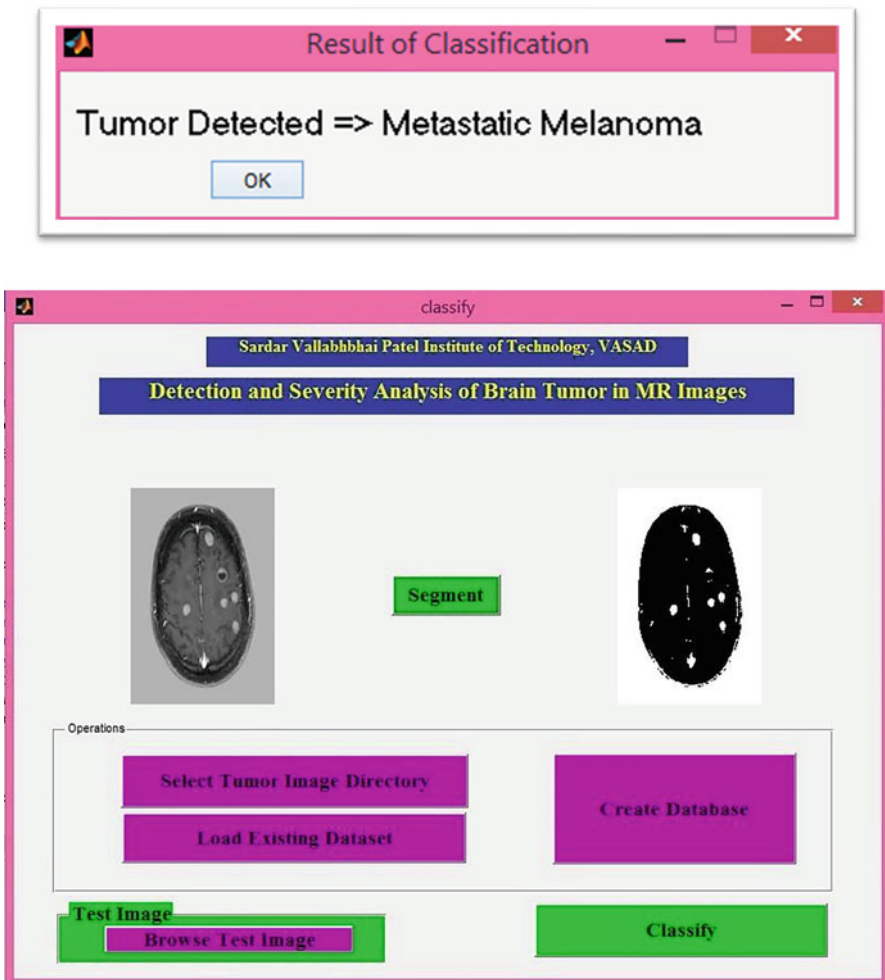 Result of Classification
Tumor Detected => Metastatic Melanoma
OK
classify
Sardar Vallabhbhai Patel Institute of Technology, VASAD
Detection and Severity Analysis of Brain Tumor in MR Images
Segment
Operations
Select Tumor Image Directory
Load Existing Dataset
Create Database
Test Image
Browse Test Image
Classify